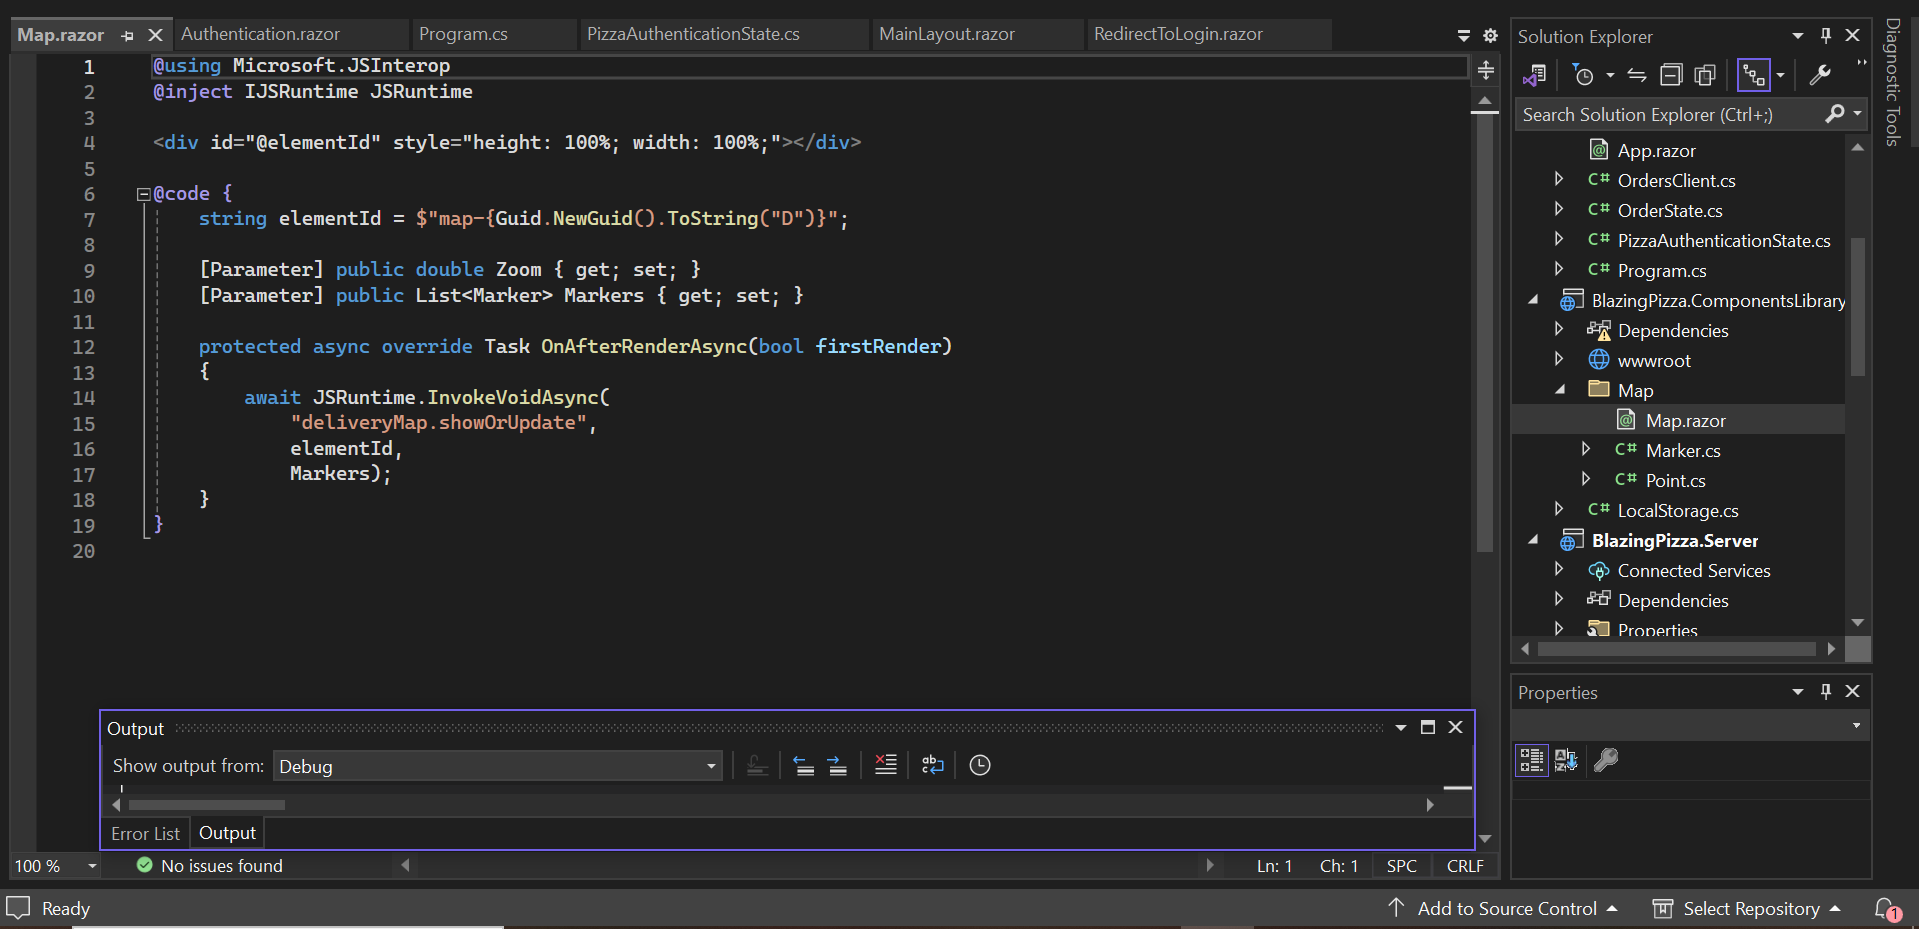 Map.razor Authentication.razor Program.cs PizzaAuthenticationState.cs MainLayout.razor RedirectToLogin.razor
1 @using Microsoft.JSInterop
2 @inject IJSRuntime JSRuntime
3
4 <div id="@elementId" style="height: 100%; width: 100%;"></div>
5
6 @code {
7 string elementId = $"map-{Guid.NewGuid().ToString("D")}";
8
9 [Parameter] public double Zoom { get; set; }
10 [Parameter] public List<Marker> Markers { get; set; }
11
12 protected async override Task OnAfterRenderAsync(bool firstRender)
13 {
14 await JSRuntime.InvokeVoidAsync(
15 "deliveryMap.showOrUpdate",
16 elementId,
17 Markers);
18 }
19 }
20
Output
Show output from: Debug
Error List Output
100 % No issues found Ln: 1 Ch: 1 SPC CRLF
Solution Explorer
Search Solution Explorer (Ctrl+;)
App.razor
C# OrdersClient.cs
C# OrderState.cs
C# PizzaAuthenticationState.cs
C# Program.cs
BlazingPizza.ComponentsLibrary
Dependencies
wwwroot
Map
Map.razor
C# Marker.cs
C# Point.cs
C# LocalStorage.cs
BlazingPizza.Server
Connected Services
Dependencies
Properties
Properties
Diagnostic Tools
Ready Add to Source Control Select Repository 1